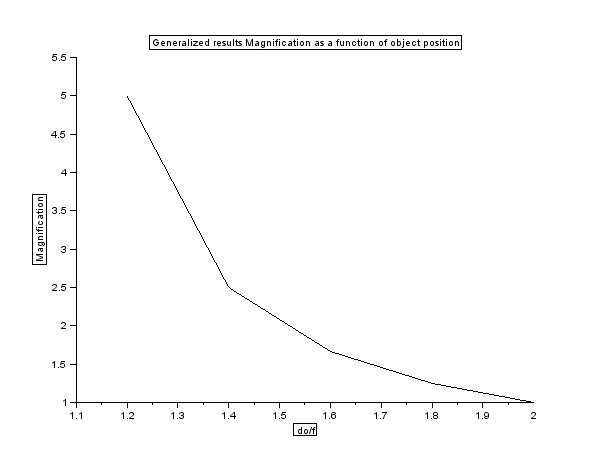 Generalized results Magnification as a function of object position
5.5
5
4.5
4
3.5
3
2.5
2
1.5
1
Magnification
1.1 1.2 1.3 1.4 1.5 1.6 1.7 1.8 1.9 2
do/f